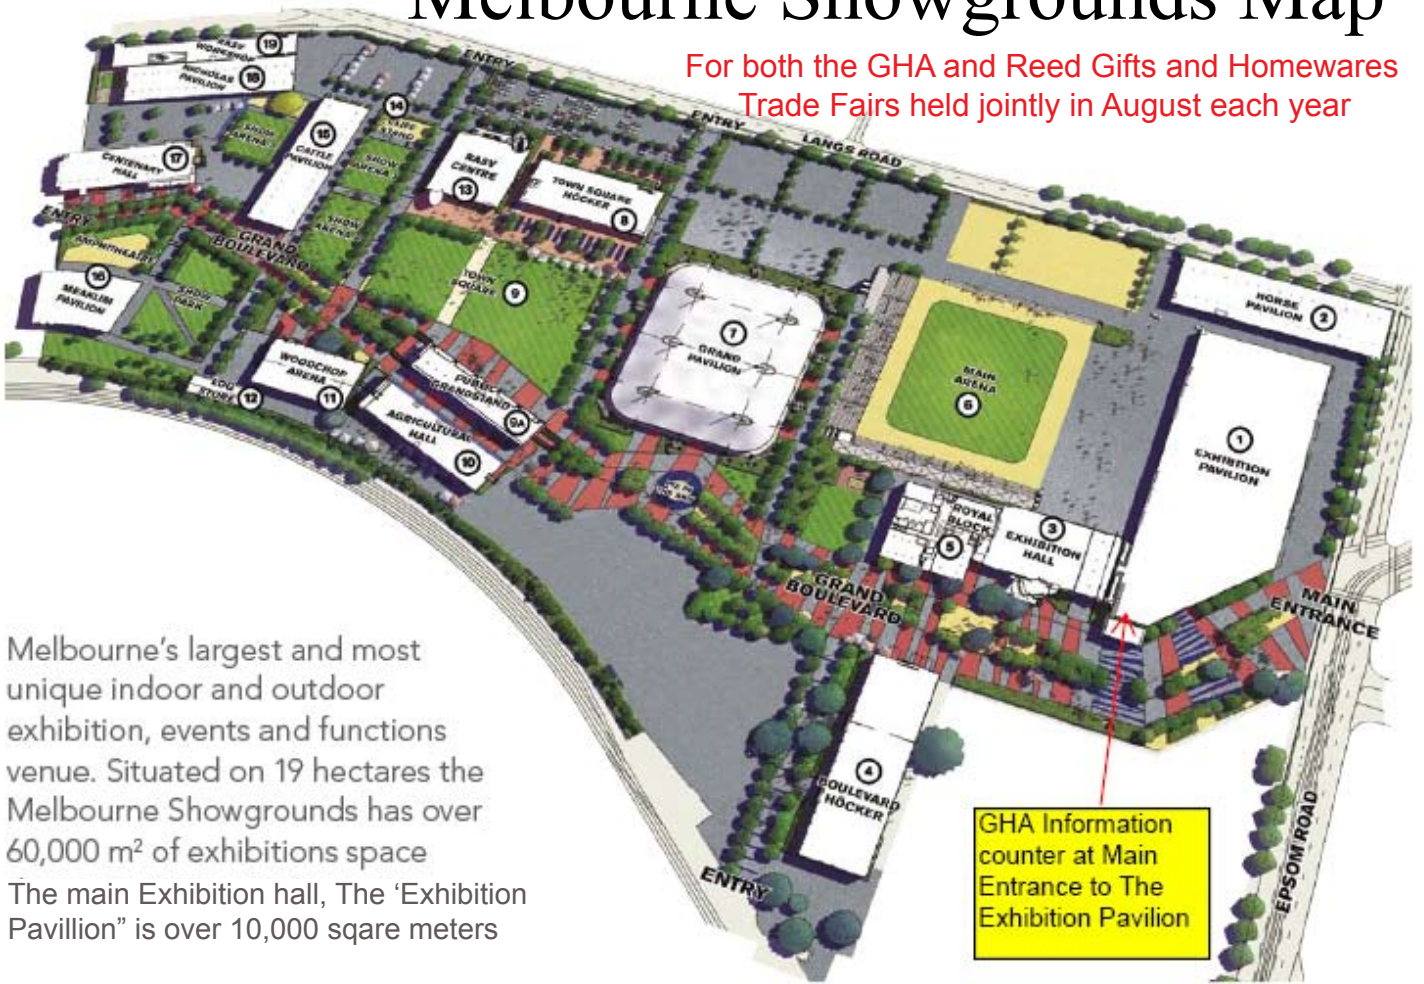 Melbourne Showgrounds Map
For both the GHA and Reed Gifts and Homewares
Trade Fairs held jointly in August each year
RASV
WORKSHOP
19
NICHOLAS
PAVILION
18
ENTRY
14
SHOW
ARENA
15
CATTLE
PAVILION
STAND
SHOW
ARENA
SHOW
ARENA
CENTENARY
HALL
17
RASV
CENTRE
13
TOWN SQUARE
HÖCKER
8
ENTRY
LANGS ROAD
ENTRY
AMPHITHEATRE
GRAND
BOULEVARD
16
MEAKLIM
PAVILION
SHOW
PARK
TOWN
SQUARE
9
7
GRAND
PAVILION
HORSE
PAVILION
2
MAIN
ARENA
6
WOODCHOP
ARENA
11
LOG
STORE
12
PUBLIC
GRANDSTAND
9A
AGRICULTURAL
HALL
10
1
EXHIBITION
PAVILION
ROYAL
BLOCK
5
3
EXHIBITION
HALL
GRAND
BOULEVARD
MAIN
ENTRANCE
4
BOULEVARD
HÖCKER
ENTRY
EPSOM ROAD
Melbourne’s largest and most
unique indoor and outdoor
exhibition, events and functions
venue. Situated on 19 hectares the
Melbourne Showgrounds has over
60,000 m² of exhibitions space
The main Exhibition hall, The ‘Exhibition
Pavillion” is over 10,000 sqare meters
GHA Information
counter at Main
Entrance to The
Exhibition Pavilion